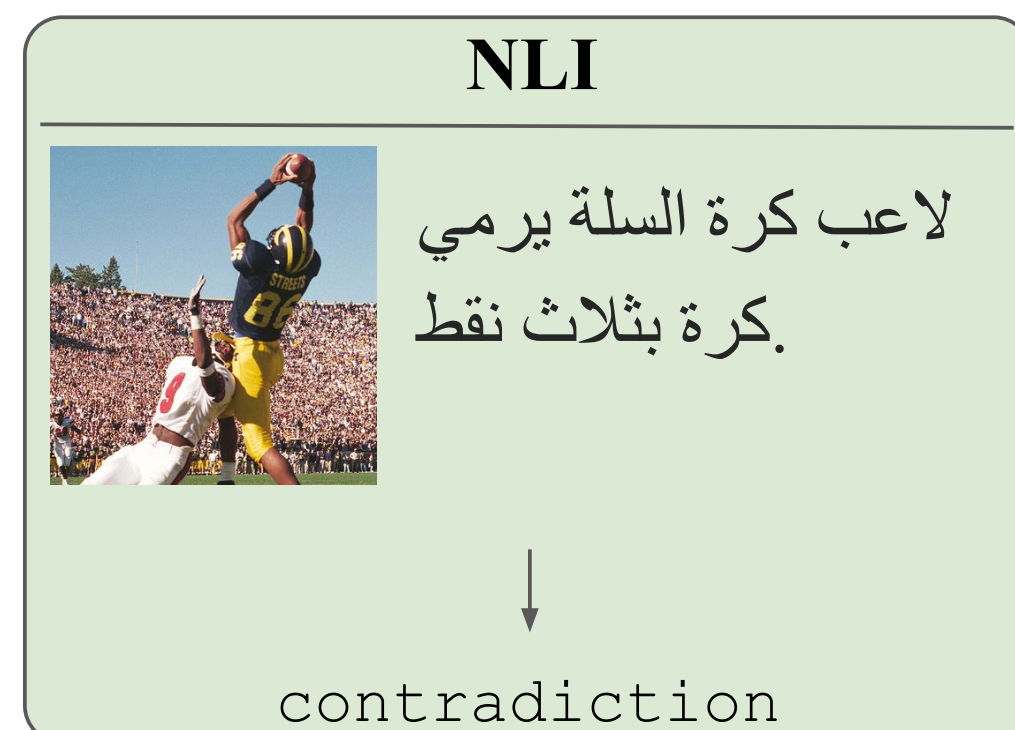 NLI
STREETS
86
9
لاعب كرة السلة يرمي
كرة بثلاث نقط.
contradiction